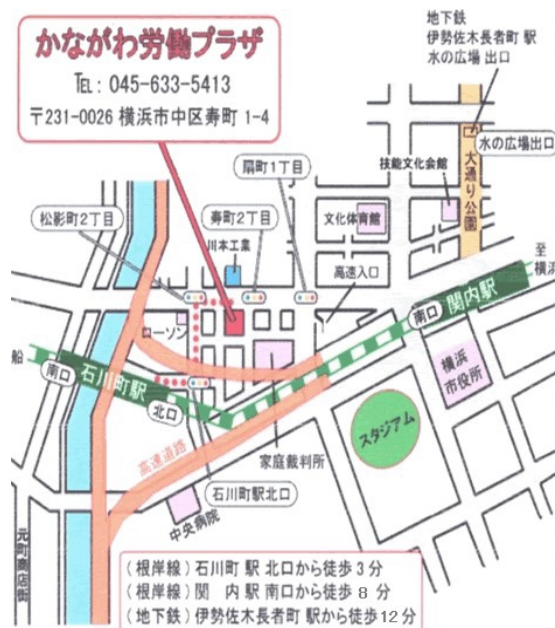 かながわ労働プラザ
TEL: 045-633-5413
〒231-0026 横浜市中区寿町 1-4
地下鉄
伊勢佐木長者町 駅
水の広場 出口
水の広場出口
大通り公園
技能文化会館
扇町1丁目
文化体育館
松影町2丁目
寿町2丁目
川本工業
高速入口
至
横浜
関内駅
南口
ローソン
船
南口
石川町駅
北口
横浜
市役所
スタジアム
家庭裁判所
高速道路
石川町駅北口
中央病院
元町商店街
(根岸線) 石川町 駅 北口から徒歩 3 分
(根岸線) 関 内 駅 南口から徒歩 8 分
(地下鉄) 伊勢佐木長者町 駅から徒歩12分